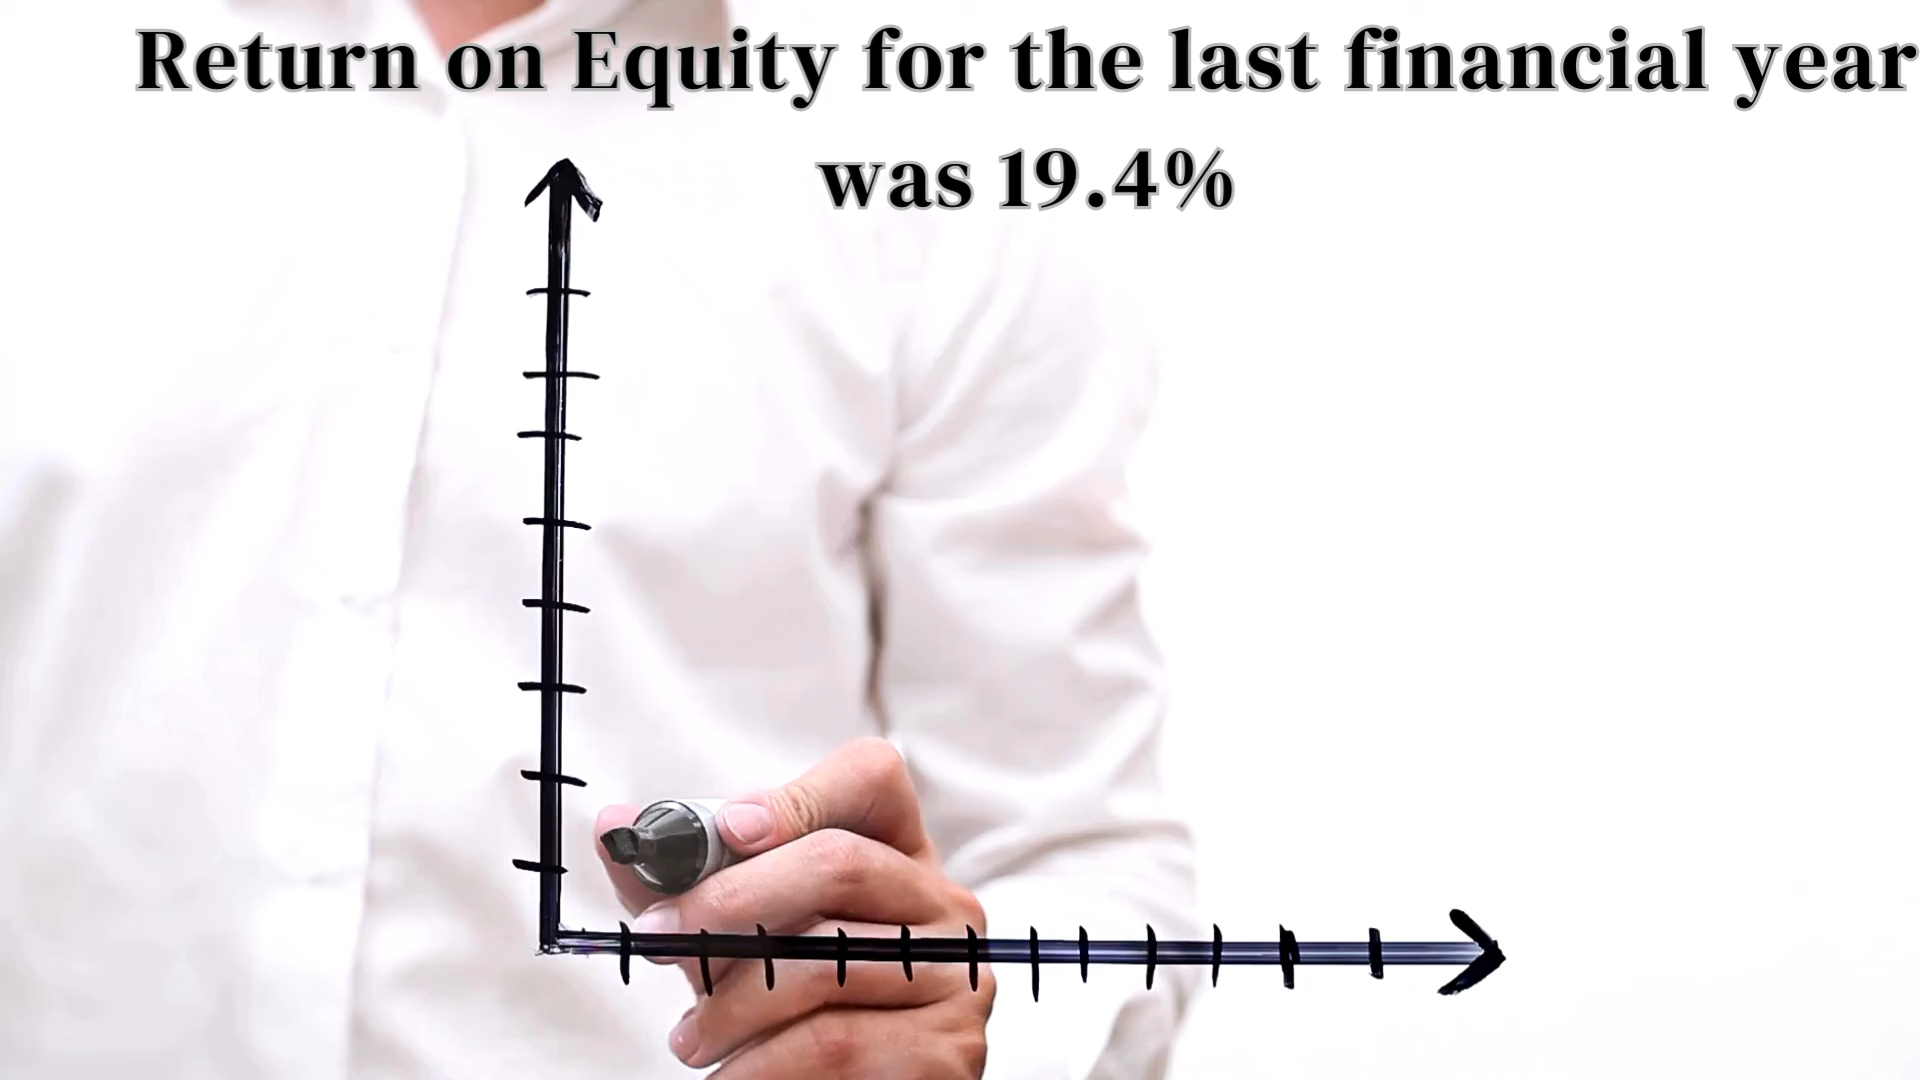 Return on Equity for the last financial year
was 19.4%